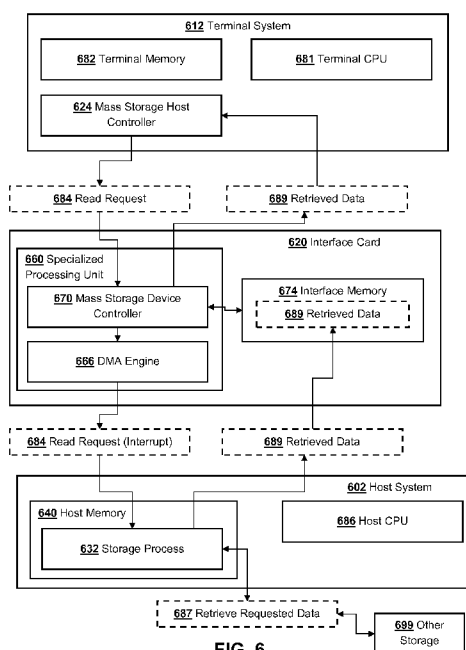 612 Terminal System
682 Terminal Memory
681 Terminal CPU
624 Mass Storage Host
Controller
684 Read Request
689 Retrieved Data
620 Interface Card
660 Specialized
Processing Unit
670 Mass Storage Device
Controller
674 Interface Memory
689 Retrieved Data
666 DMA Engine
684 Read Request (Interrupt)
689 Retrieved Data
602 Host System
640 Host Memory
686 Host CPU
632 Storage Process
687 Retrieve Requested Data
699 Other
Storage
FIG. 6